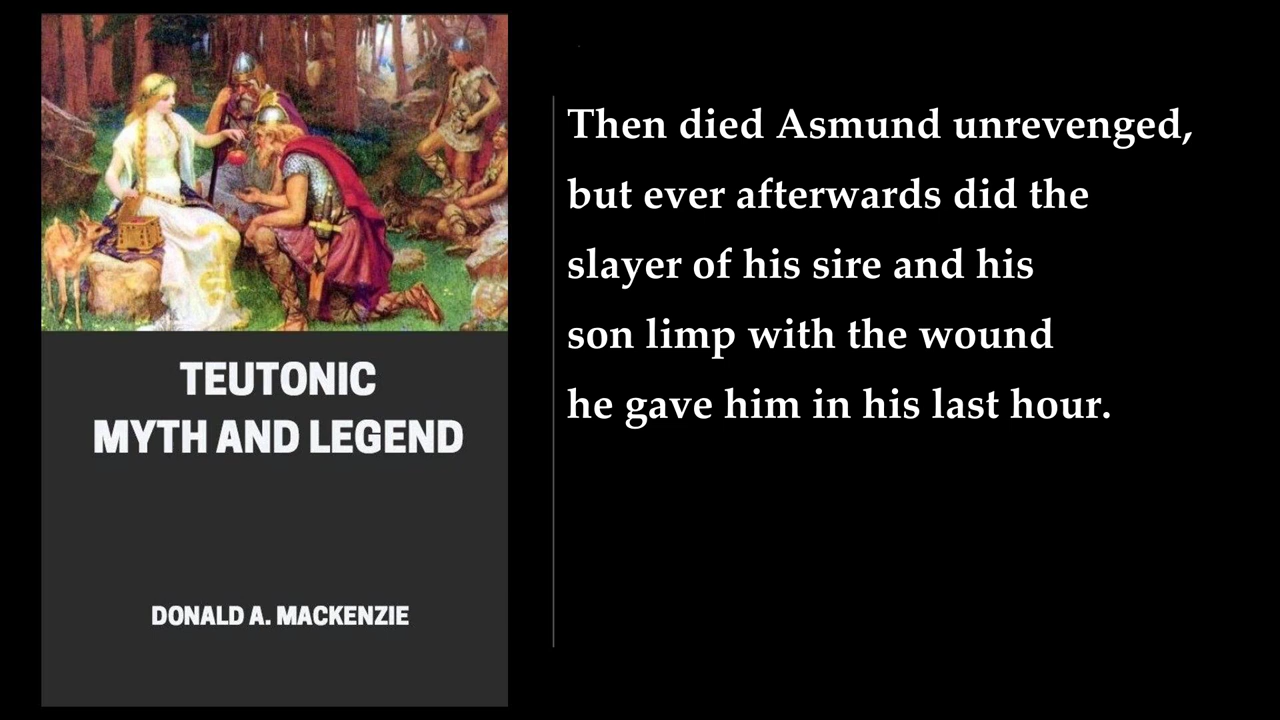 TEUTONIC
MYTH AND LEGEND
DONALD A. MACKENZIE
Then died Asmund unrevenged,
but ever afterwards did the
slayer of his sire and his
son limp with the wound
he gave him in his last hour.